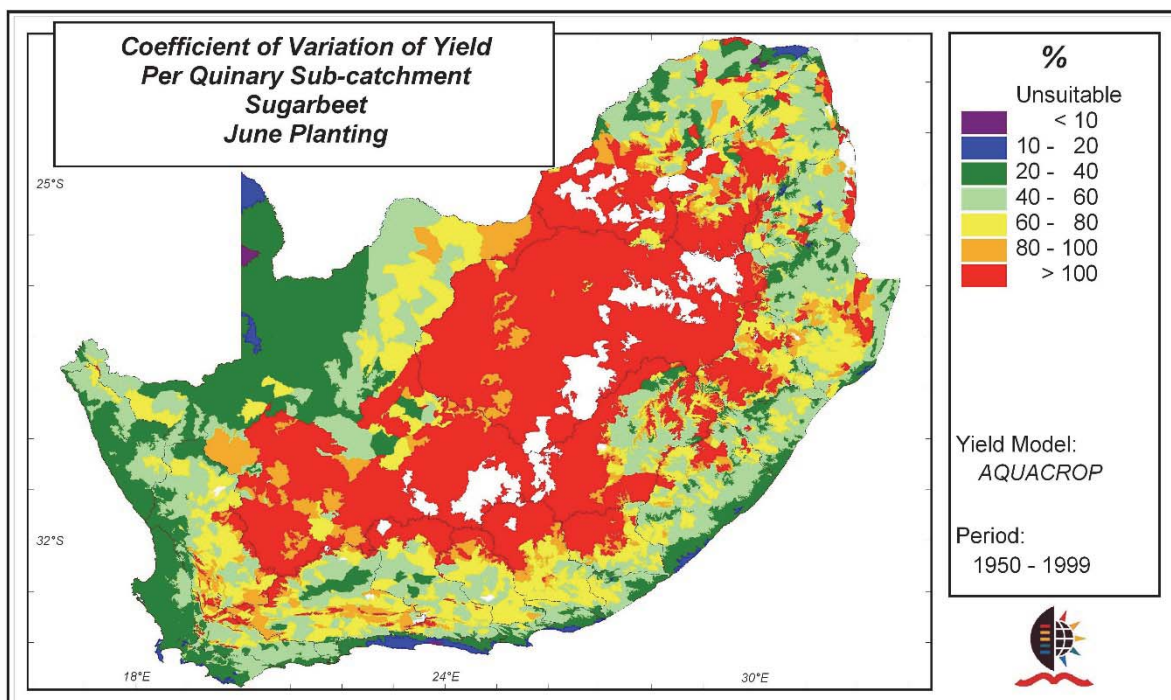 Coefficient of Variation of Yield
Per Quinary Sub-catchment
Sugarbeet
June Planting
%
Unsuitable
< 10
10 - 20
20 - 40
40 - 60
60 - 80
80 - 100
> 100
Yield Model:
AQUACROP
Period:
1950 - 1999
25°S
32°S
18°E
24°E
30°E